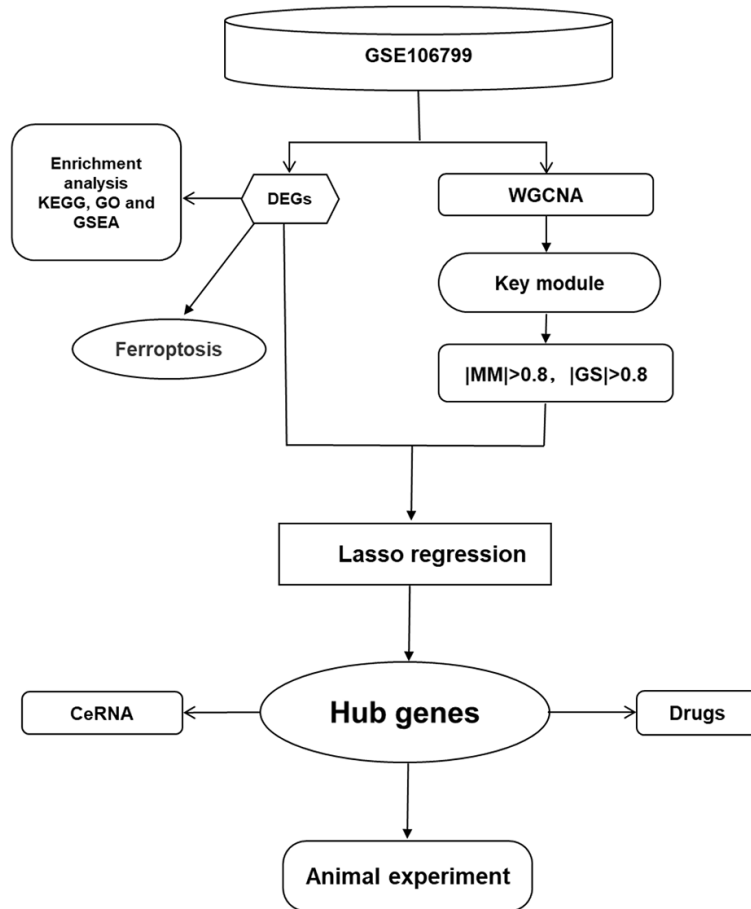 GSE106799
Enrichment
analysis
KEGG, GO and
GSEA
DEGs
WGCNA
Key module
Ferroptosis
|MM|>0.8，|GS|>0.8
Lasso regression
CeRNA
Hub genes
Drugs
Animal experiment